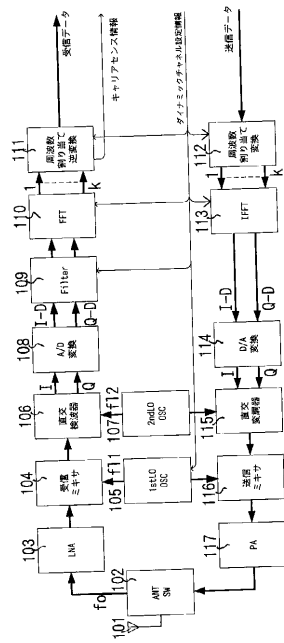 受信データ
キャリアセンス情報
ダイナミックチャネル設定情報
送信データ
111
周波数
割り当て
逆変換
1
k
110
FFT
109
Filter
I-D
Q-D
108
A/D
変換
I
Q
106
直交
検波器
107
fl2
2ndLO
OSC
104
受信
ミキサ
105
fl1
1stLO
OSC
103
LNA
102
ANT
SW
fo
101
112
周波数
割り当て
変換
1
k
113
IFFT
I-D
Q-D
114
D/A
変換
I
Q
115
直交
変調器
116
送信
ミキサ
117
PA